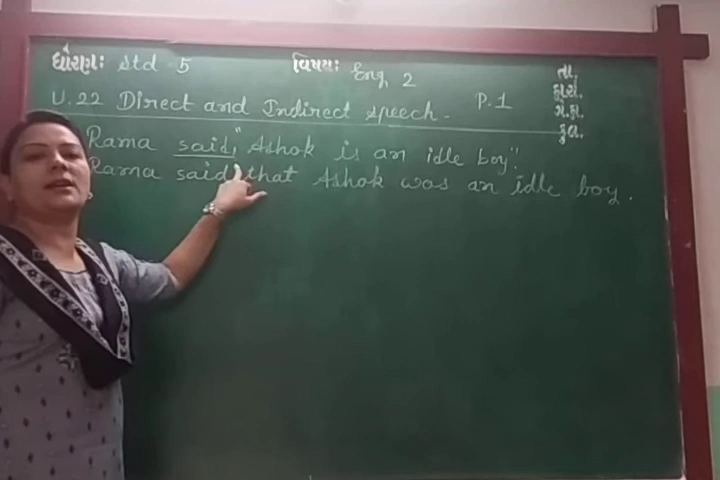 ધોરણઃ Std 5 વિષયઃ Eng 2 તા.
U.22 Direct and Indirect speech. P.1 હાજ.
ગે.હા.
કુલ.
Rama said, "Ashok is an idle boy".
Rama said that Ashok was an idle boy.